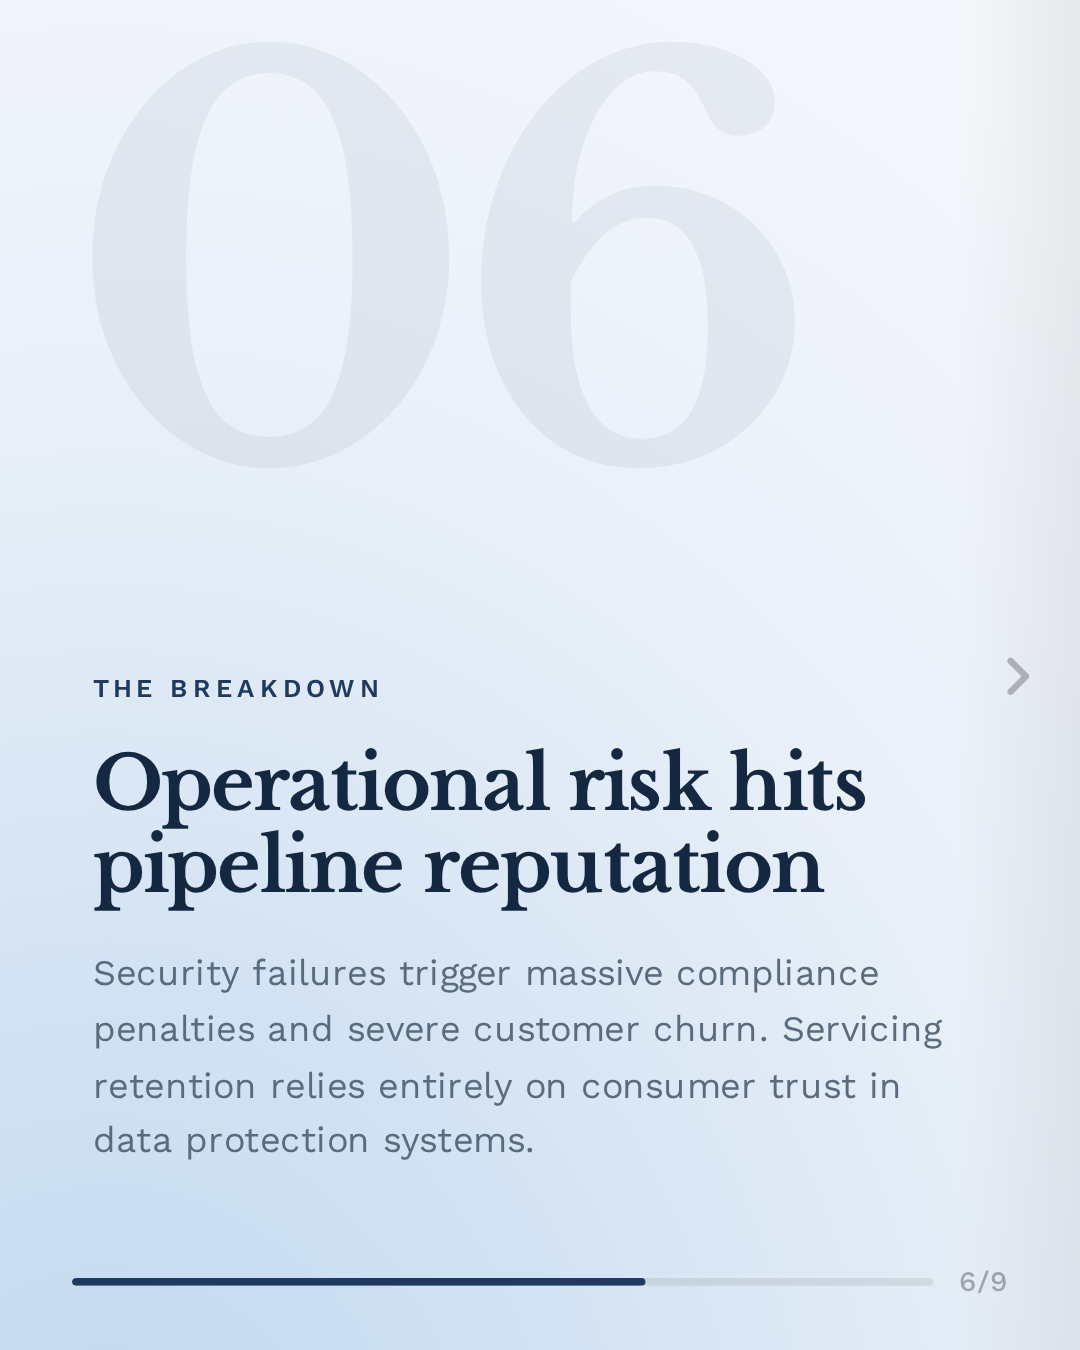 06
THE BREAKDOWN
Operational risk hits
pipeline reputation
Security failures trigger massive compliance
penalties and severe customer churn. Servicing
retention relies entirely on consumer trust in
data protection systems.
6/9